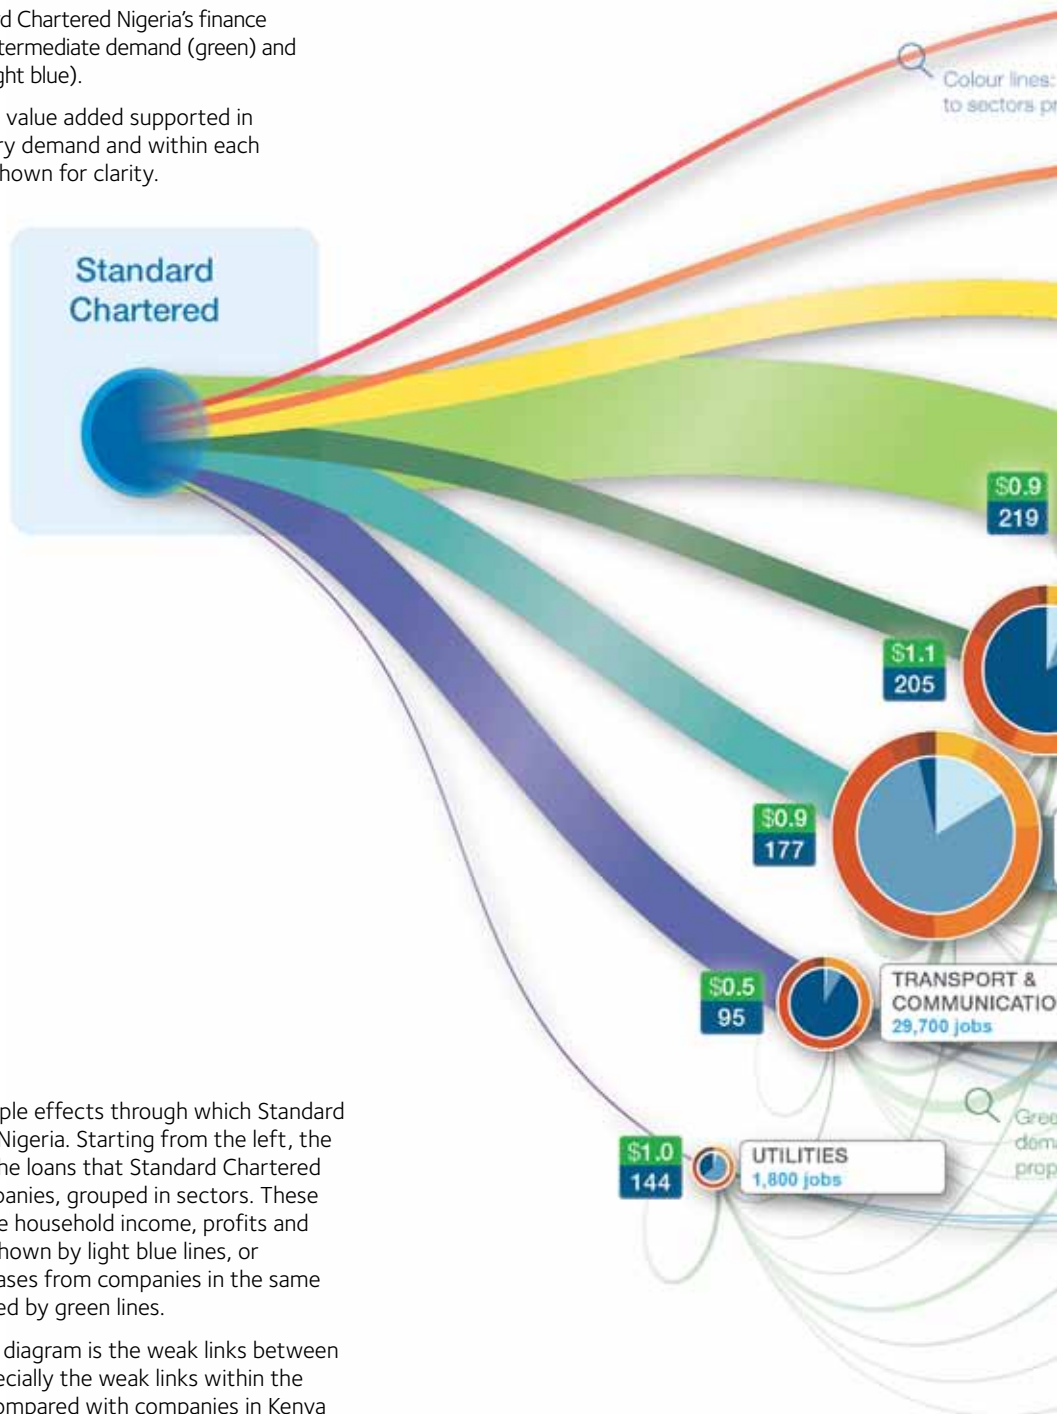 d Chartered Nigeria’s finance
termediate demand (green) and
ght blue).
value added supported in
ry demand and within each
hown for clarity.
Colour lines:
to sectors pr
Standard
Chartered
$0.9
219
$1.1
205
$0.9
177
$0.5
95
TRANSPORT &
COMMUNICATIO
29,700 jobs
Gree
dema
prop
$1.0
144
UTILITIES
1,800 jobs
ple effects through which Standard
Nigeria. Starting from the left, the
he loans that Standard Chartered
panies, grouped in sectors. These
e household income, profits and
hown by light blue lines, or
ases from companies in the same
ed by green lines.
diagram is the weak links between
ecially the weak links within the
ompared with companies in Kenya